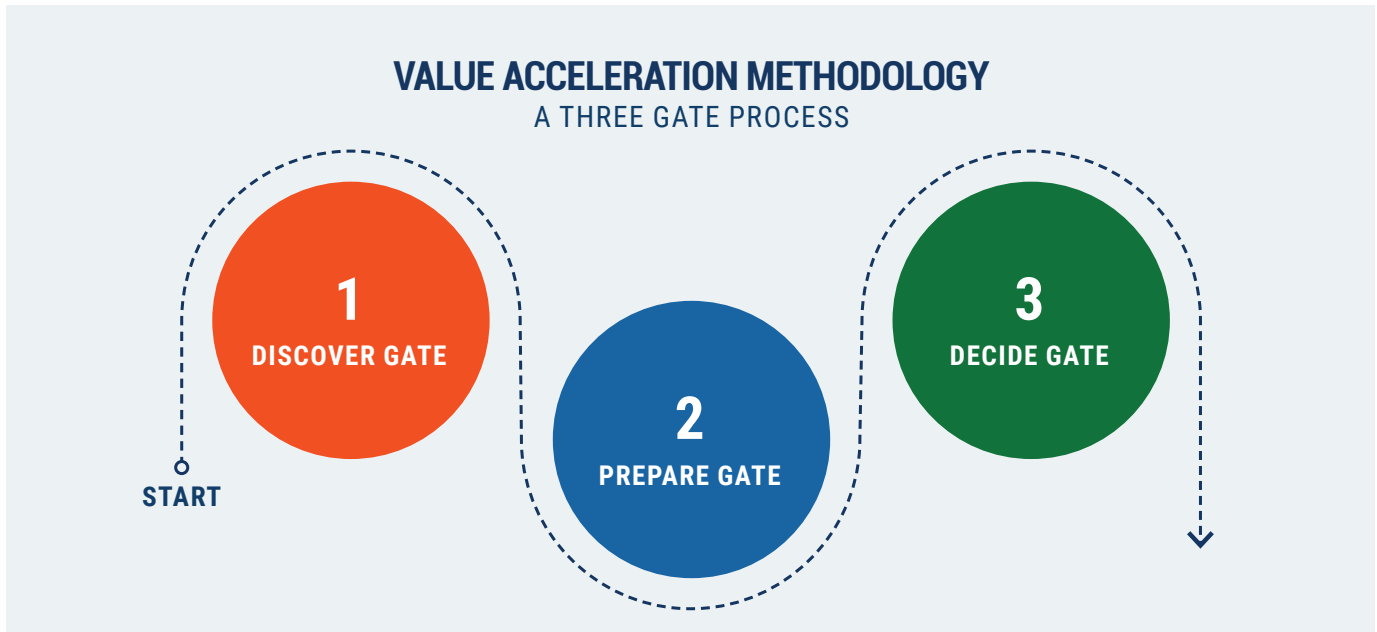 VALUE ACCELERATION METHODOLOGY
A THREE GATE PROCESS
1
DISCOVER GATE
2
PREPARE GATE
3
DECIDE GATE
START